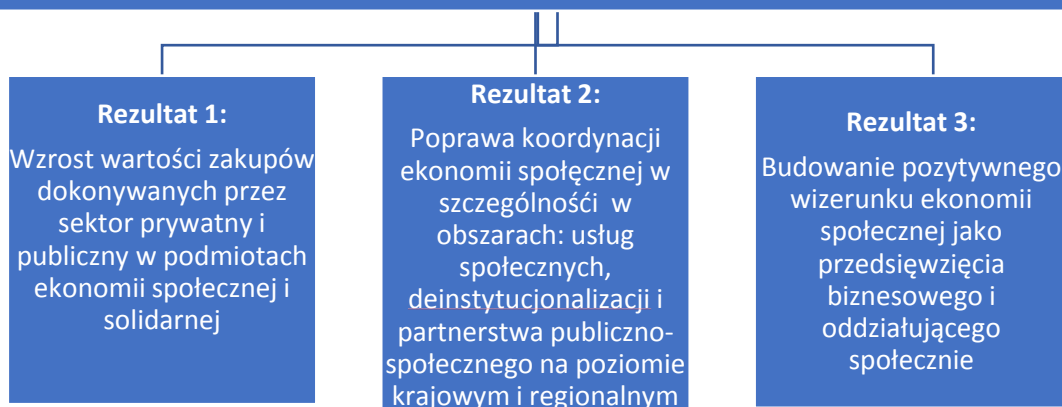 Rezultat 1:
Wzrost wartości zakupów
dokonywanych przez
sektor prywatny i
publiczny w podmiotach
ekonomii społecznej i
solidarnej
Rezultat 2:
Poprawa koordynacji
ekonomii społęcznej w
szczególnośći w
obszarach: usług
społecznych,
deinstytucjonalizacji i
partnerstwa publiczno-
społecznego na poziomie
krajowym i regionalnym
Rezultat 3:
Budowanie pozytywnego
wizerunku ekonomii
społecznej jako
przedsięwzięcia
biznesowego i
oddziałującego
społecznie